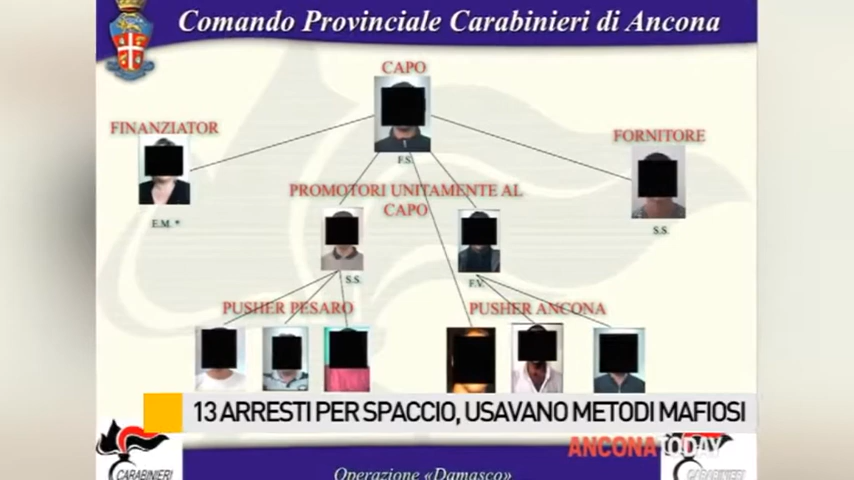 Comando Provinciale Carabinieri di Ancona
CAPO
F.S.
FINANZIATOR
E.M. *
FORNITORE
S.S.
PROMOTORI UNITAMENTE AL
CAPO
S.S.
F.V.
PUSHER PESARO
PUSHER ANCONA
13 ARRESTI PER SPACCIO, USAVANO METODI MAFIOSI
ANCONATODAY
CARABINIERI
CARABINIERI
Operazione «Damasco»